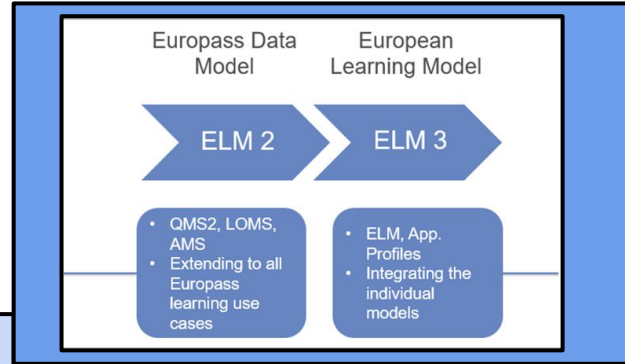 Europass Data
Model
European
Learning Model
ELM 2
ELM 3
• QMS2, LOMS,
AMS
• Extending to all
Europass
learning use
cases
• ELM, App.
Profiles
• Integrating the
individual
models